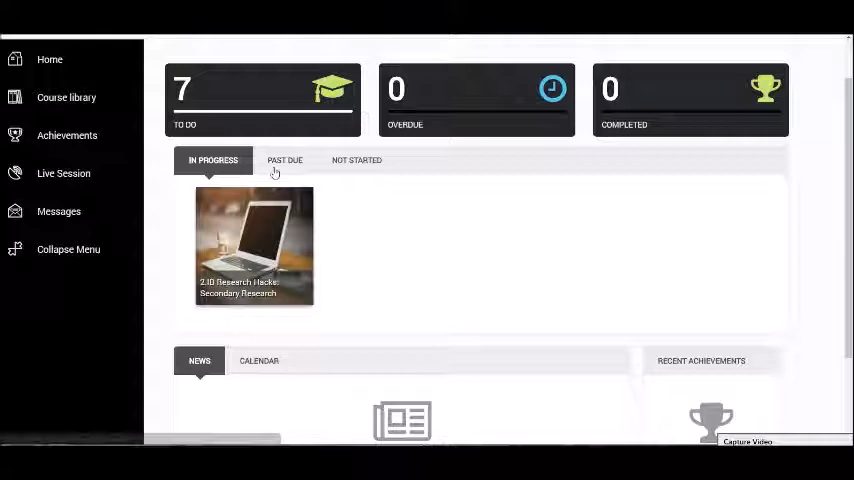 Home
Course library
Achievements
Live Session
Messages
Collapse Menu
7
TO DO
0
OVERDUE
0
COMPLETED
IN PROGRESS
PAST DUE
NOT STARTED
2.IB Research Hacks:
Secondary Research
NEWS
CALENDAR
RECENT ACHIEVEMENTS
Capture Video